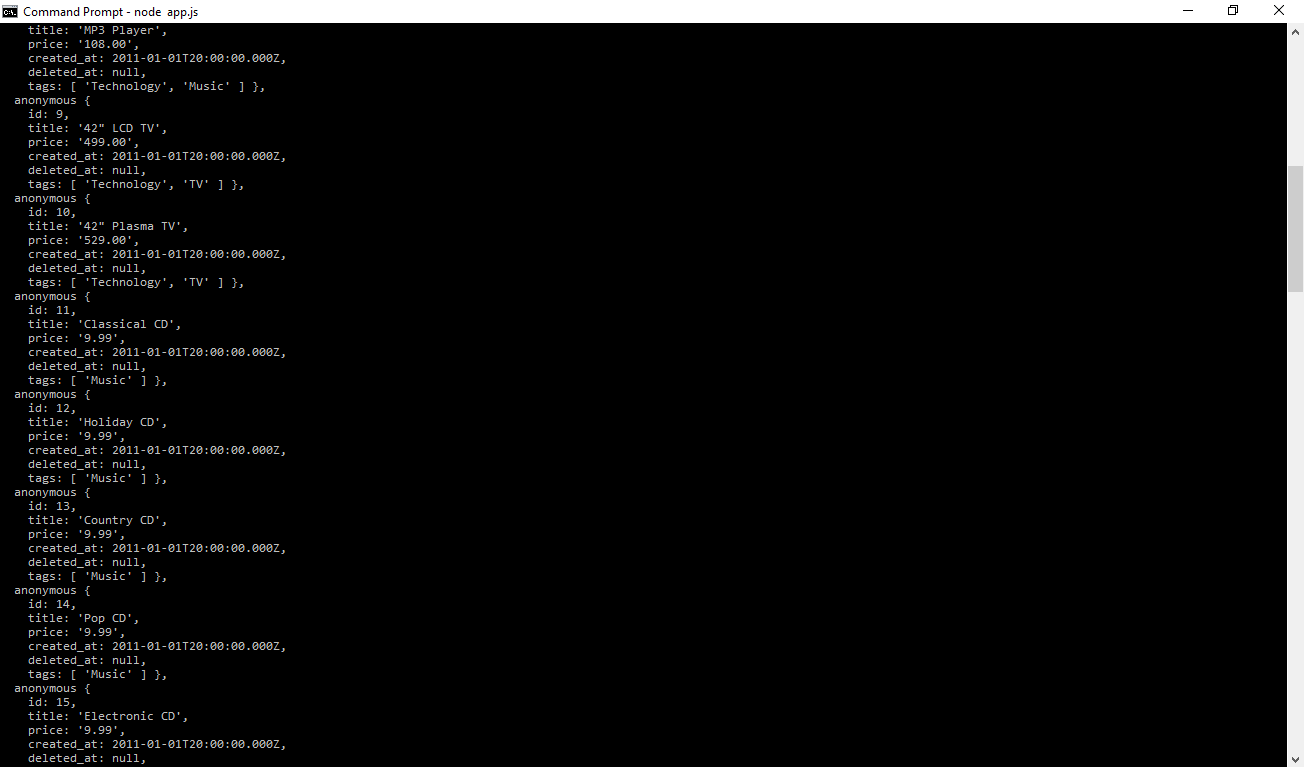 Command Prompt - node app.js
title: 'MP3 Player',
price: '108.00',
created_at: 2011-01-01T20:00:00.000Z,
deleted_at: null,
tags: [ 'Technology', 'Music' ] },
anonymous {
id: 9,
title: '42" LCD TV',
price: '499.00',
created_at: 2011-01-01T20:00:00.000Z,
deleted_at: null,
tags: [ 'Technology', 'TV' ] },
anonymous {
id: 10,
title: '42" Plasma TV',
price: '529.00',
created_at: 2011-01-01T20:00:00.000Z,
deleted_at: null,
tags: [ 'Technology', 'TV' ] },
anonymous {
id: 11,
title: 'Classical CD',
price: '9.99',
created_at: 2011-01-01T20:00:00.000Z,
deleted_at: null,
tags: [ 'Music' ] },
anonymous {
id: 12,
title: 'Holiday CD',
price: '9.99',
created_at: 2011-01-01T20:00:00.000Z,
deleted_at: null,
tags: [ 'Music' ] },
anonymous {
id: 13,
title: 'Country CD',
price: '9.99',
created_at: 2011-01-01T20:00:00.000Z,
deleted_at: null,
tags: [ 'Music' ] },
anonymous {
id: 14,
title: 'Pop CD',
price: '9.99',
created_at: 2011-01-01T20:00:00.000Z,
deleted_at: null,
tags: [ 'Music' ] },
anonymous {
id: 15,
title: 'Electronic CD',
price: '9.99',
created_at: 2011-01-01T20:00:00.000Z,
deleted_at: null,